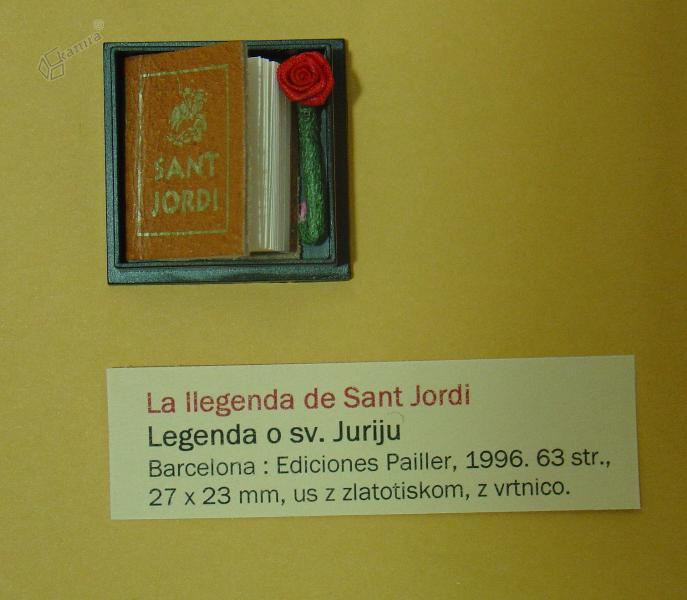 kamra®
SANT
JORDI
La llegenda de Sant Jordi
Legenda o sv. Juriju
Barcelona : Ediciones Pailler, 1996. 63 str.,
27 x 23 mm, us z zlatotiskom, z vrtnico.